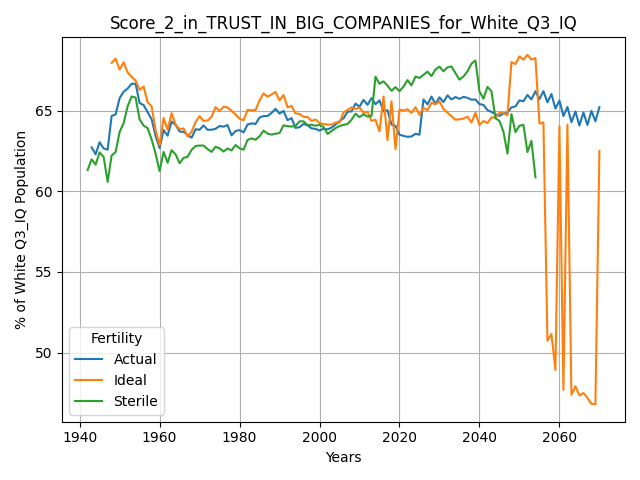 Score_2_in_TRUST_IN_BIG_COMPANIES_for_White_Q3_IQ
% of White Q3_IQ Population
65
60
55
50
Fertility
Actual
Ideal
Sterile
1940
1960
1980
2000
2020
2040
2060
Years